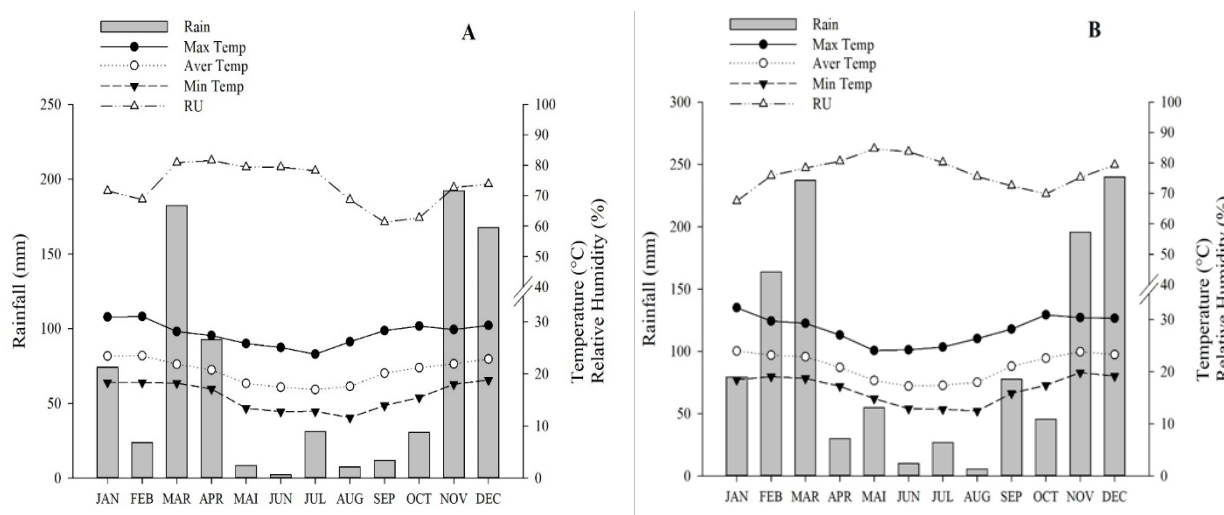 A
Rain
Max Temp
Aver Temp
Min Temp
RU
250
200
150
100
50
0
Rainfall (mm)
100
90
80
70
60
50
40
30
20
10
0
Temperature (°C)
Relative Humidity (%)
JAN FEB MAR APR MAI JUN JUL AUG SEP OCT NOV DEC
B
Rain
Max Temp
Aver Temp
Min Temp
RU
300
250
200
150
100
50
0
Rainfall (mm)
100
90
80
70
60
50
40
30
20
10
0
Temperature (°C)
Relative Humidity (%)
JAN FEB MAR APR MAI JUN JUL AUG SEP OCT NOV DEC